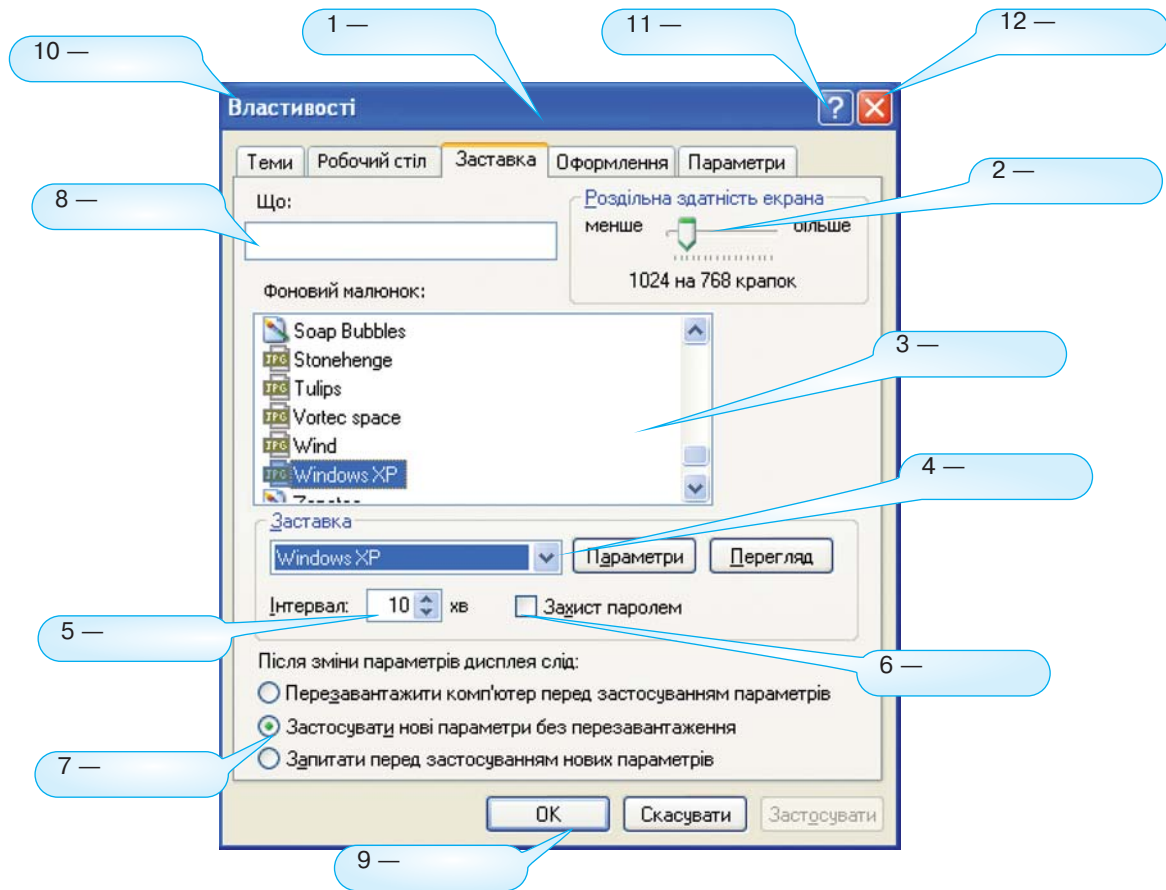 1 —
11 —
12 —
10 —
Властивості
Теми Робочий стіл Заставка Оформлення Параметри
2 —
8 —
Що:
Роздільна здатність екрана
менше більше
1024 на 768 крапок
Фоновий малюнок:
Soap Bubbles
Stonehenge
3 —
Tulips
Vortec space
Wind
Windows XP
4 —
Заставка
Windows XP Параметри Перегляд
Інтервал: 10 хв Захист паролем
5 —
6 —
Після зміни параметрів дисплея слід:
Перезавантажити комп'ютер перед застосуванням параметрів
Застосувати нові параметри без перезавантаження
7 —
Запитати перед застосуванням нових параметрів
OK Скасувати Застосувати
9 —